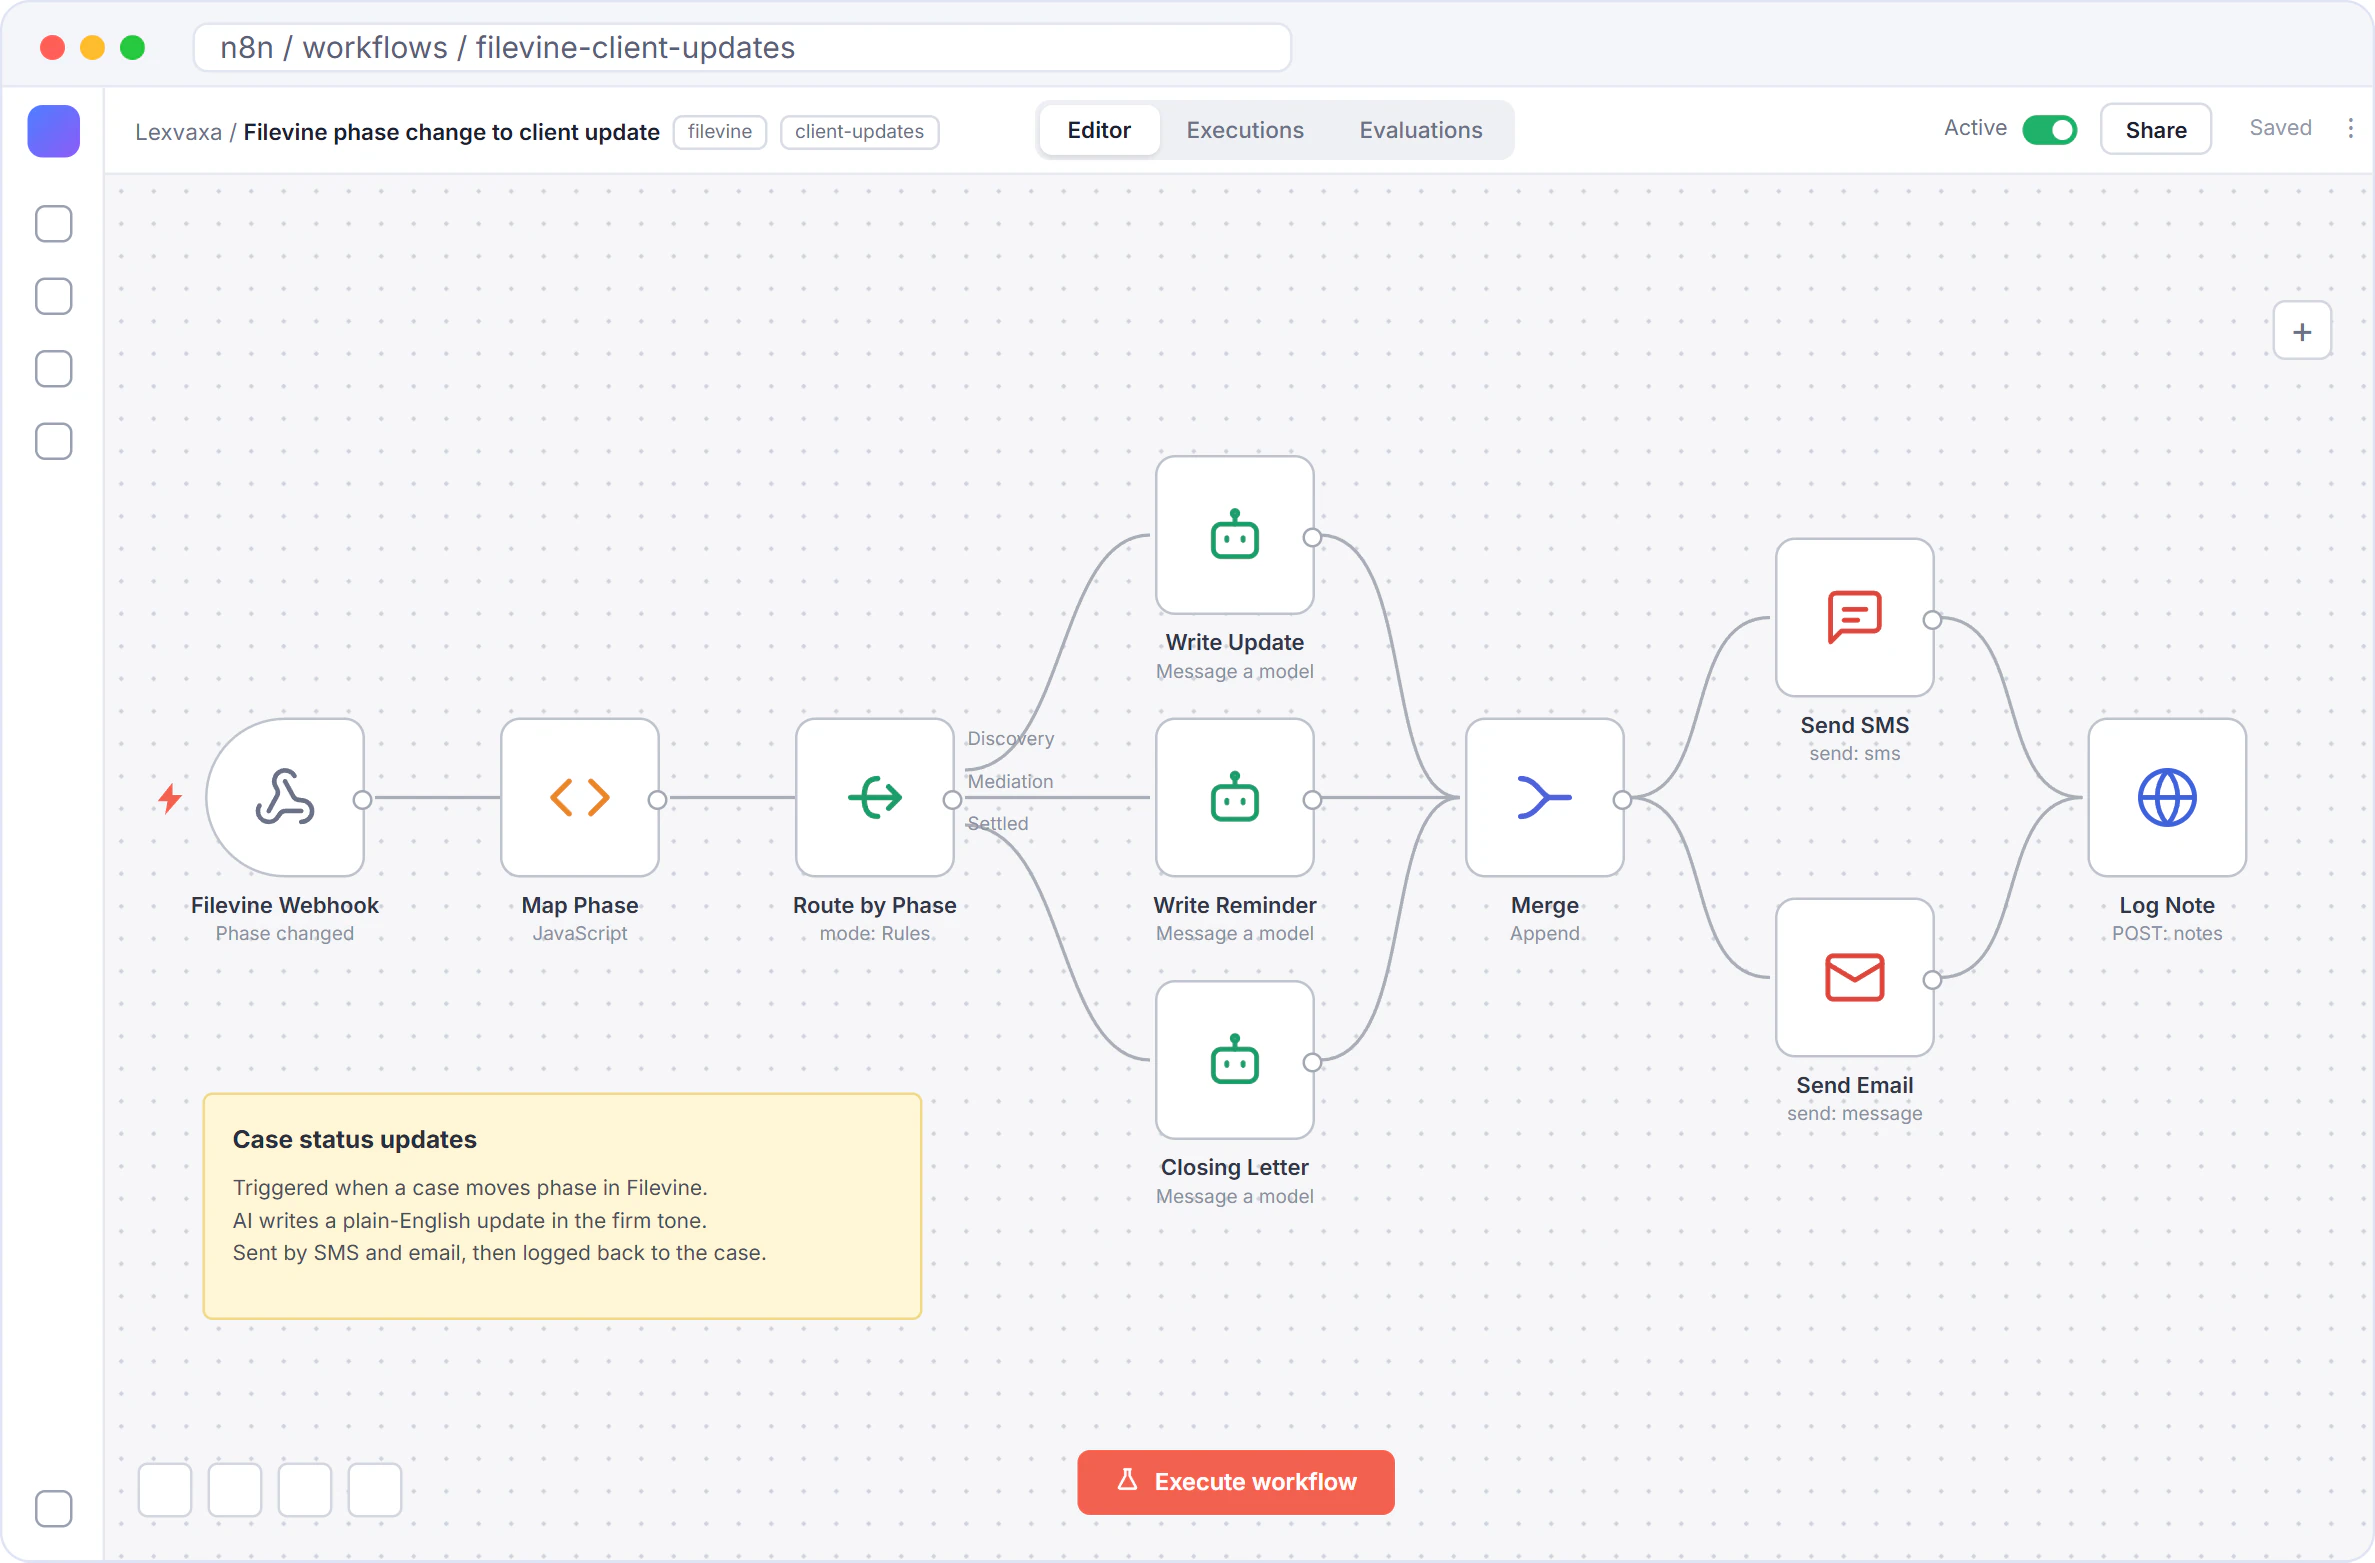 n8n / workflows / filevine-client-updates
Lexvaxa / Filevine phase change to client update
filevine
client-updates
Editor
Executions
Evaluations
Active
Share
Saved
Write Update
Message a model
Discovery
Mediation
Settled
Send SMS
send: sms
Filevine Webhook
Phase changed
Map Phase
JavaScript
Route by Phase
mode: Rules
Write Reminder
Message a model
Merge
Append
Log Note
POST: notes
Send Email
send: message
Case status updates
Triggered when a case moves phase in Filevine.
AI writes a plain-English update in the firm tone.
Sent by SMS and email, then logged back to the case.
Closing Letter
Message a model
Execute workflow